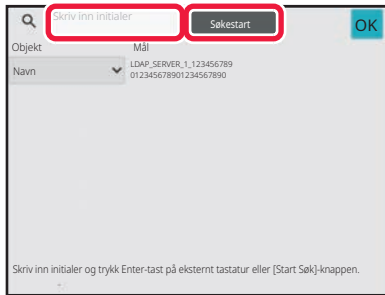 Skriv inn initialer
Søkestart
OK
Objekt
Mål
Navn
LDAP_SERVER_1_123456789
012345678901234567890
Skriv inn initialer og trykk Enter-tast på eksternt tastatur eller [Start Søk]-knappen.